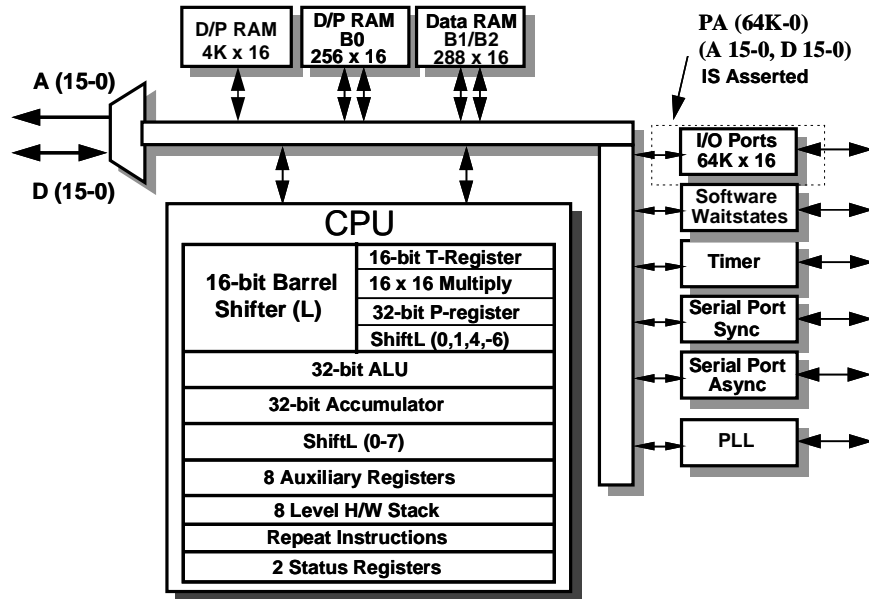 D/P RAM
4K x 16
D/P RAM
B0
256 x 16
Data RAM
B1/B2
288 x 16
PA (64K-0)
(A 15-0, D 15-0)
IS Asserted
A (15-0)
D (15-0)
I/O Ports
64K x 16
Software
Waitstates
Timer
Serial Port
Sync
Serial Port
Async
PLL
CPU
16-bit Barrel
Shifter (L)
16-bit T-Register
16 x 16 Multiply
32-bit P-register
ShiftL (0,1,4,-6)
32-bit ALU
32-bit Accumulator
ShiftL (0-7)
8 Auxiliary Registers
8 Level H/W Stack
Repeat Instructions
2 Status Registers